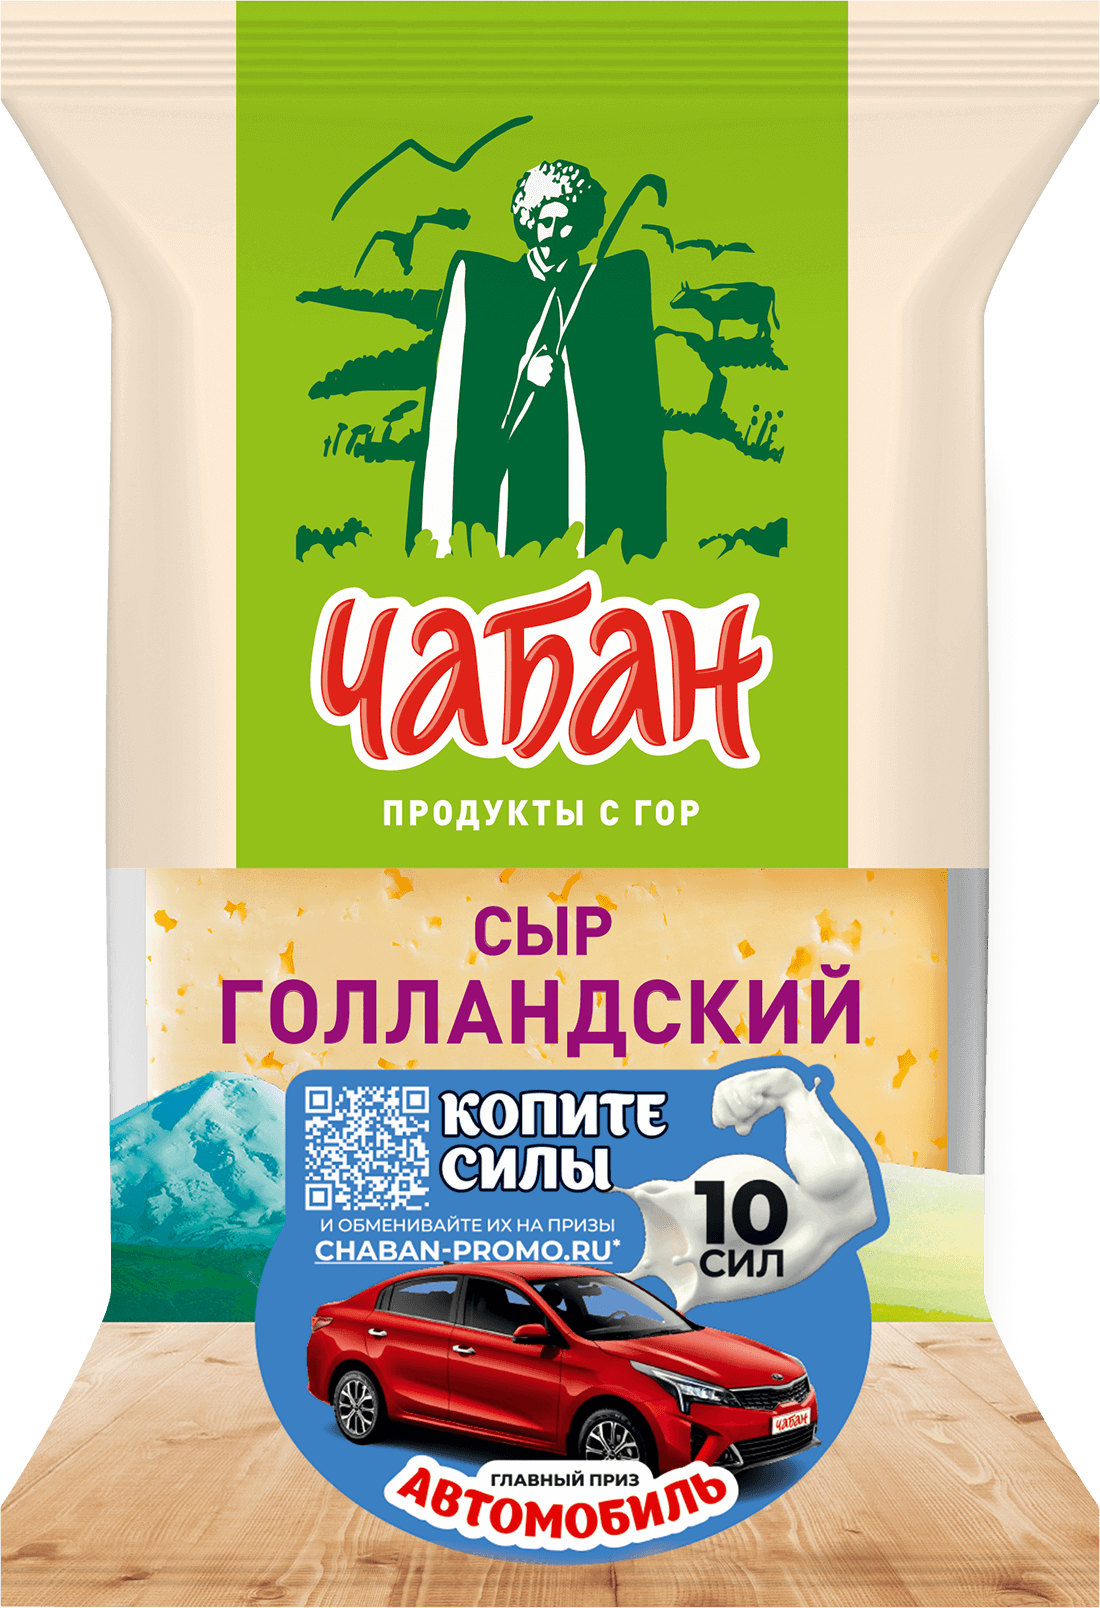 чабан
ПРОДУКТЫ С ГОР
СЫР
ГОЛЛАНДСКИЙ
КОПИТЕ
СИЛЫ
И ОБМЕНИВАЙТЕ ИХ НА ПРИЗЫ
CHABAN-PROMO.RU*
10
СИЛ
чабан
ГЛАВНЫЙ ПРИЗ
АВТОМОБИЛЬ